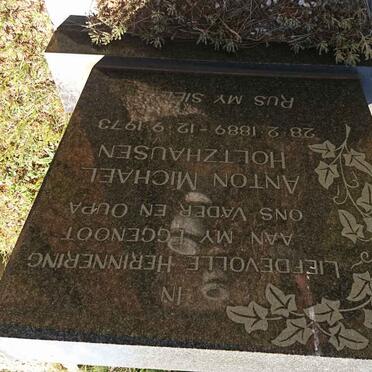 IN
LIEFDEVOLLE HERINNERING
AAN MY EGGENOOT
ONS VADER EN OUPA
ANTON MICHAEL
HOLTZHAUSEN
28.2.1889 - 12.9.1973
RUS MY SIEL